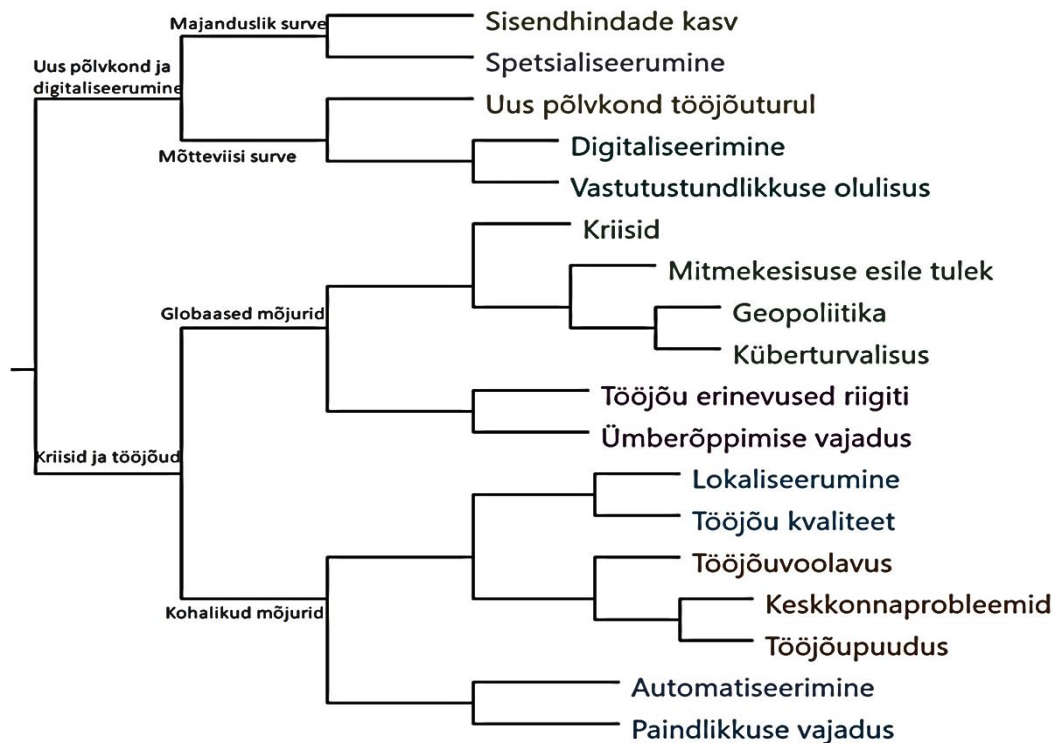 Majanduslik surve
Sisendhindade kasv
Spetsialiseerumine
Uus põlvkond ja
digitaliseerumine
Uus põlvkond tööjõuturul
Mõtteviisi surve
Digitaliseerimine
Vastutustundlikkuse olulisus
Kriisid
Mitmekesisuse esile tulek
Globaased mõjurid
Geopoliitika
Küberturvalisus
Tööjõu erinevused riigiti
Ümberõppimise vajadus
Kriisid ja tööjõud
Lokaliseerumine
Tööjõu kvaliteet
Tööjõuvoolavus
Kohalikud mõjurid
Keskkonnaprobleemid
Tööjõupuudus
Automatiseerimine
Paindlikkuse vajadus